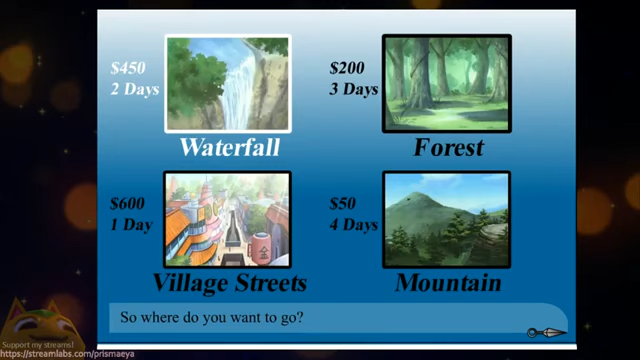 $450
2 Days
Waterfall
$200
3 Days
Forest
$600
1 Day
Village Streets
$50
4 Days
Mountain
So where do you want to go?
Support my streams!
https://streamlabs.com/prismaeya